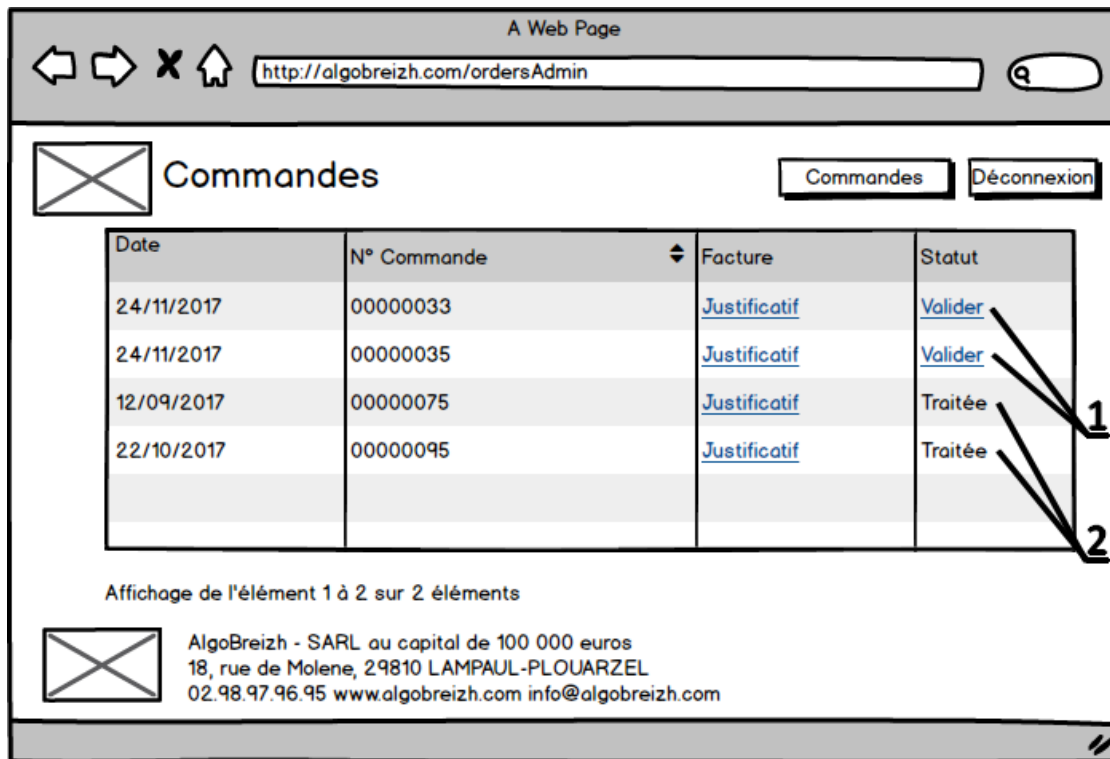 A Web Page
http://algobreizh.com/ordersAdmin
Commandes
Commandes
Déconnexion
Date N° Commande Facture Statut
24/11/2017 00000033 Justificatif Valider
24/11/2017 00000035 Justificatif Valider
12/09/2017 00000075 Justificatif Traitée
1
22/10/2017 00000095 Justificatif Traitée
2
Affichage de l'élément 1 à 2 sur 2 éléments
AlgoBreizh - SARL au capital de 100 000 euros
18, rue de Molene, 29810 LAMPAUL-PLOUARZEL
02.98.97.96.95 www.algobreizh.com info@algobreizh.com